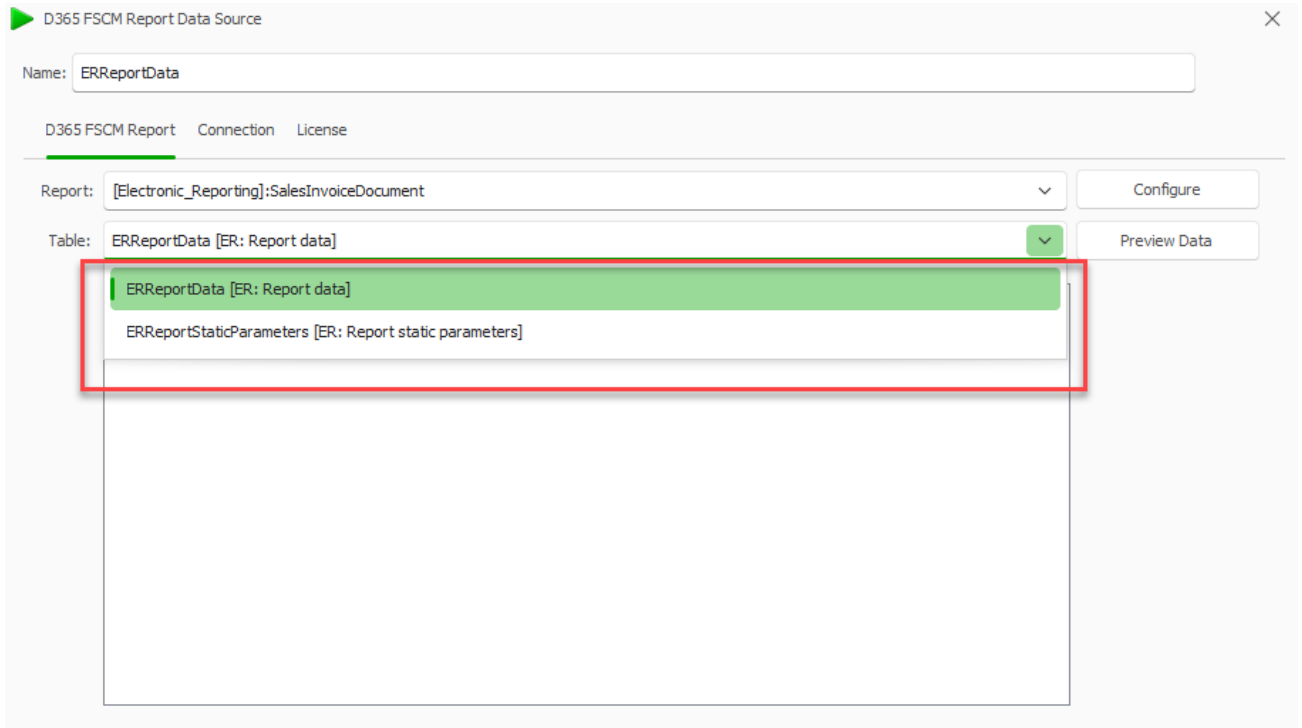 D365 FSCM Report Data Source
Name: ERReportData
D365 FSCM Report Connection License
Report: [Electronic_Reporting]:SalesInvoiceDocument Configure
Table: ERReportData [ER: Report data] Preview Data
ERReportData [ER: Report data]
ERReportStaticParameters [ER: Report static parameters]